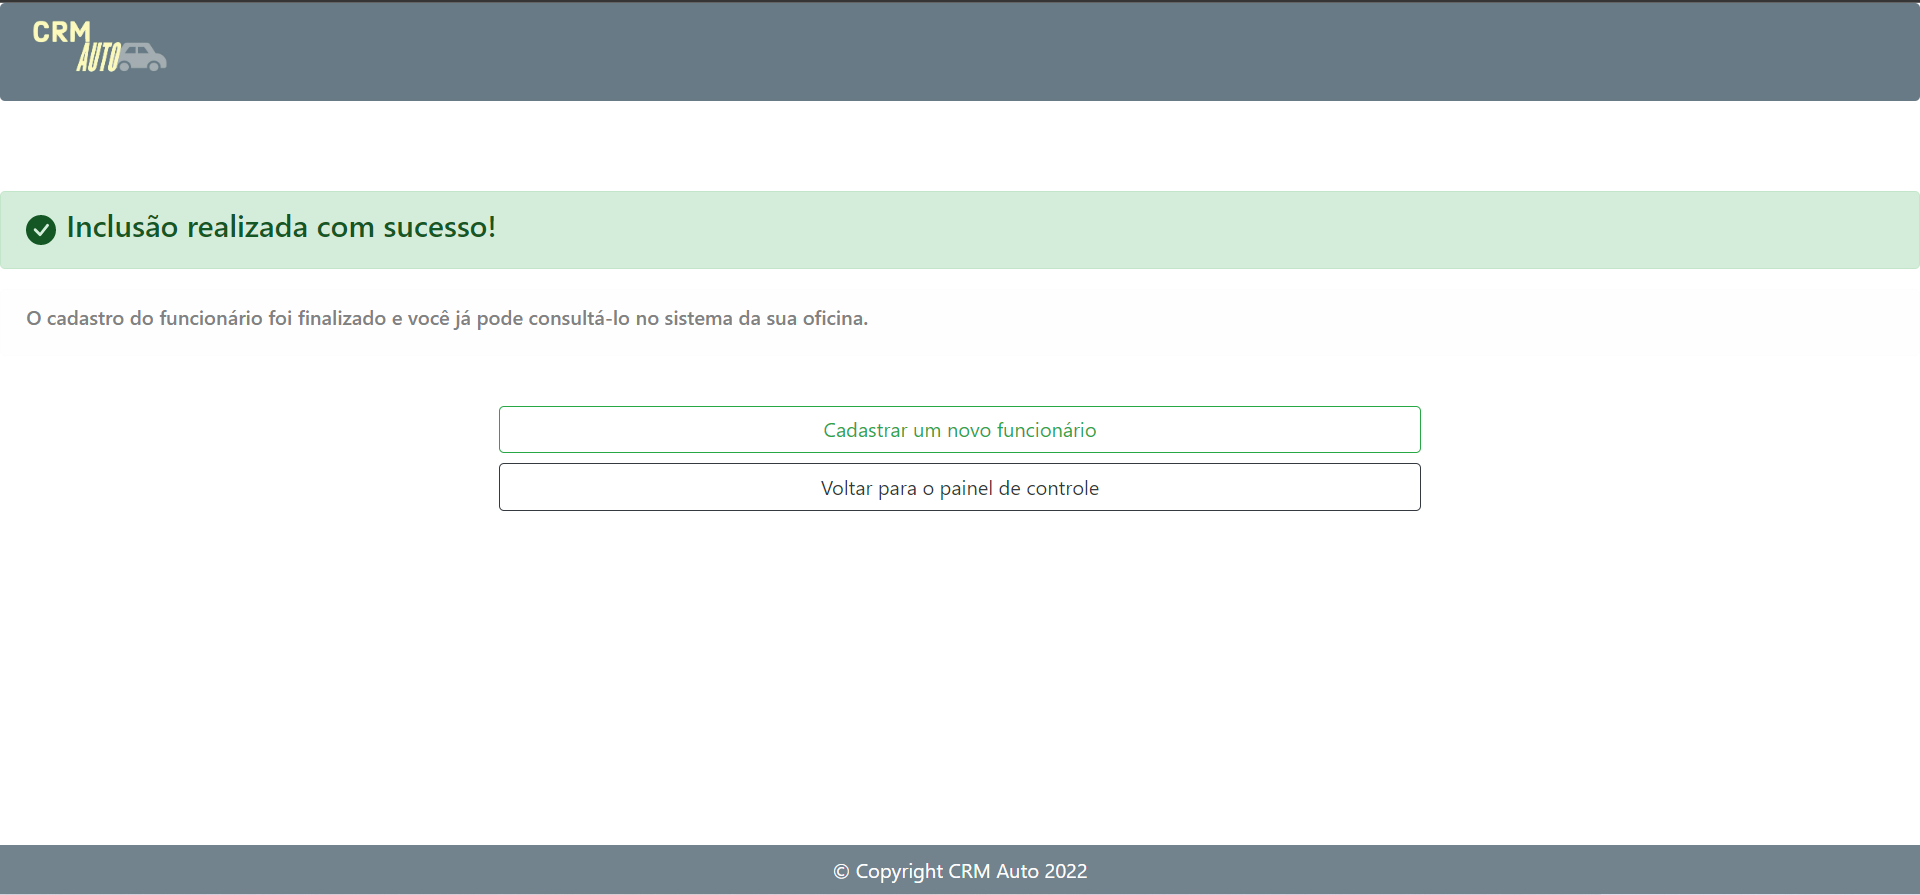 CRM
AUTO
Inclusão realizada com sucesso!
O cadastro do funcionário foi finalizado e você já pode consultá-lo no sistema da sua oficina.
Cadastrar um novo funcionário
Voltar para o painel de controle
© Copyright CRM Auto 2022